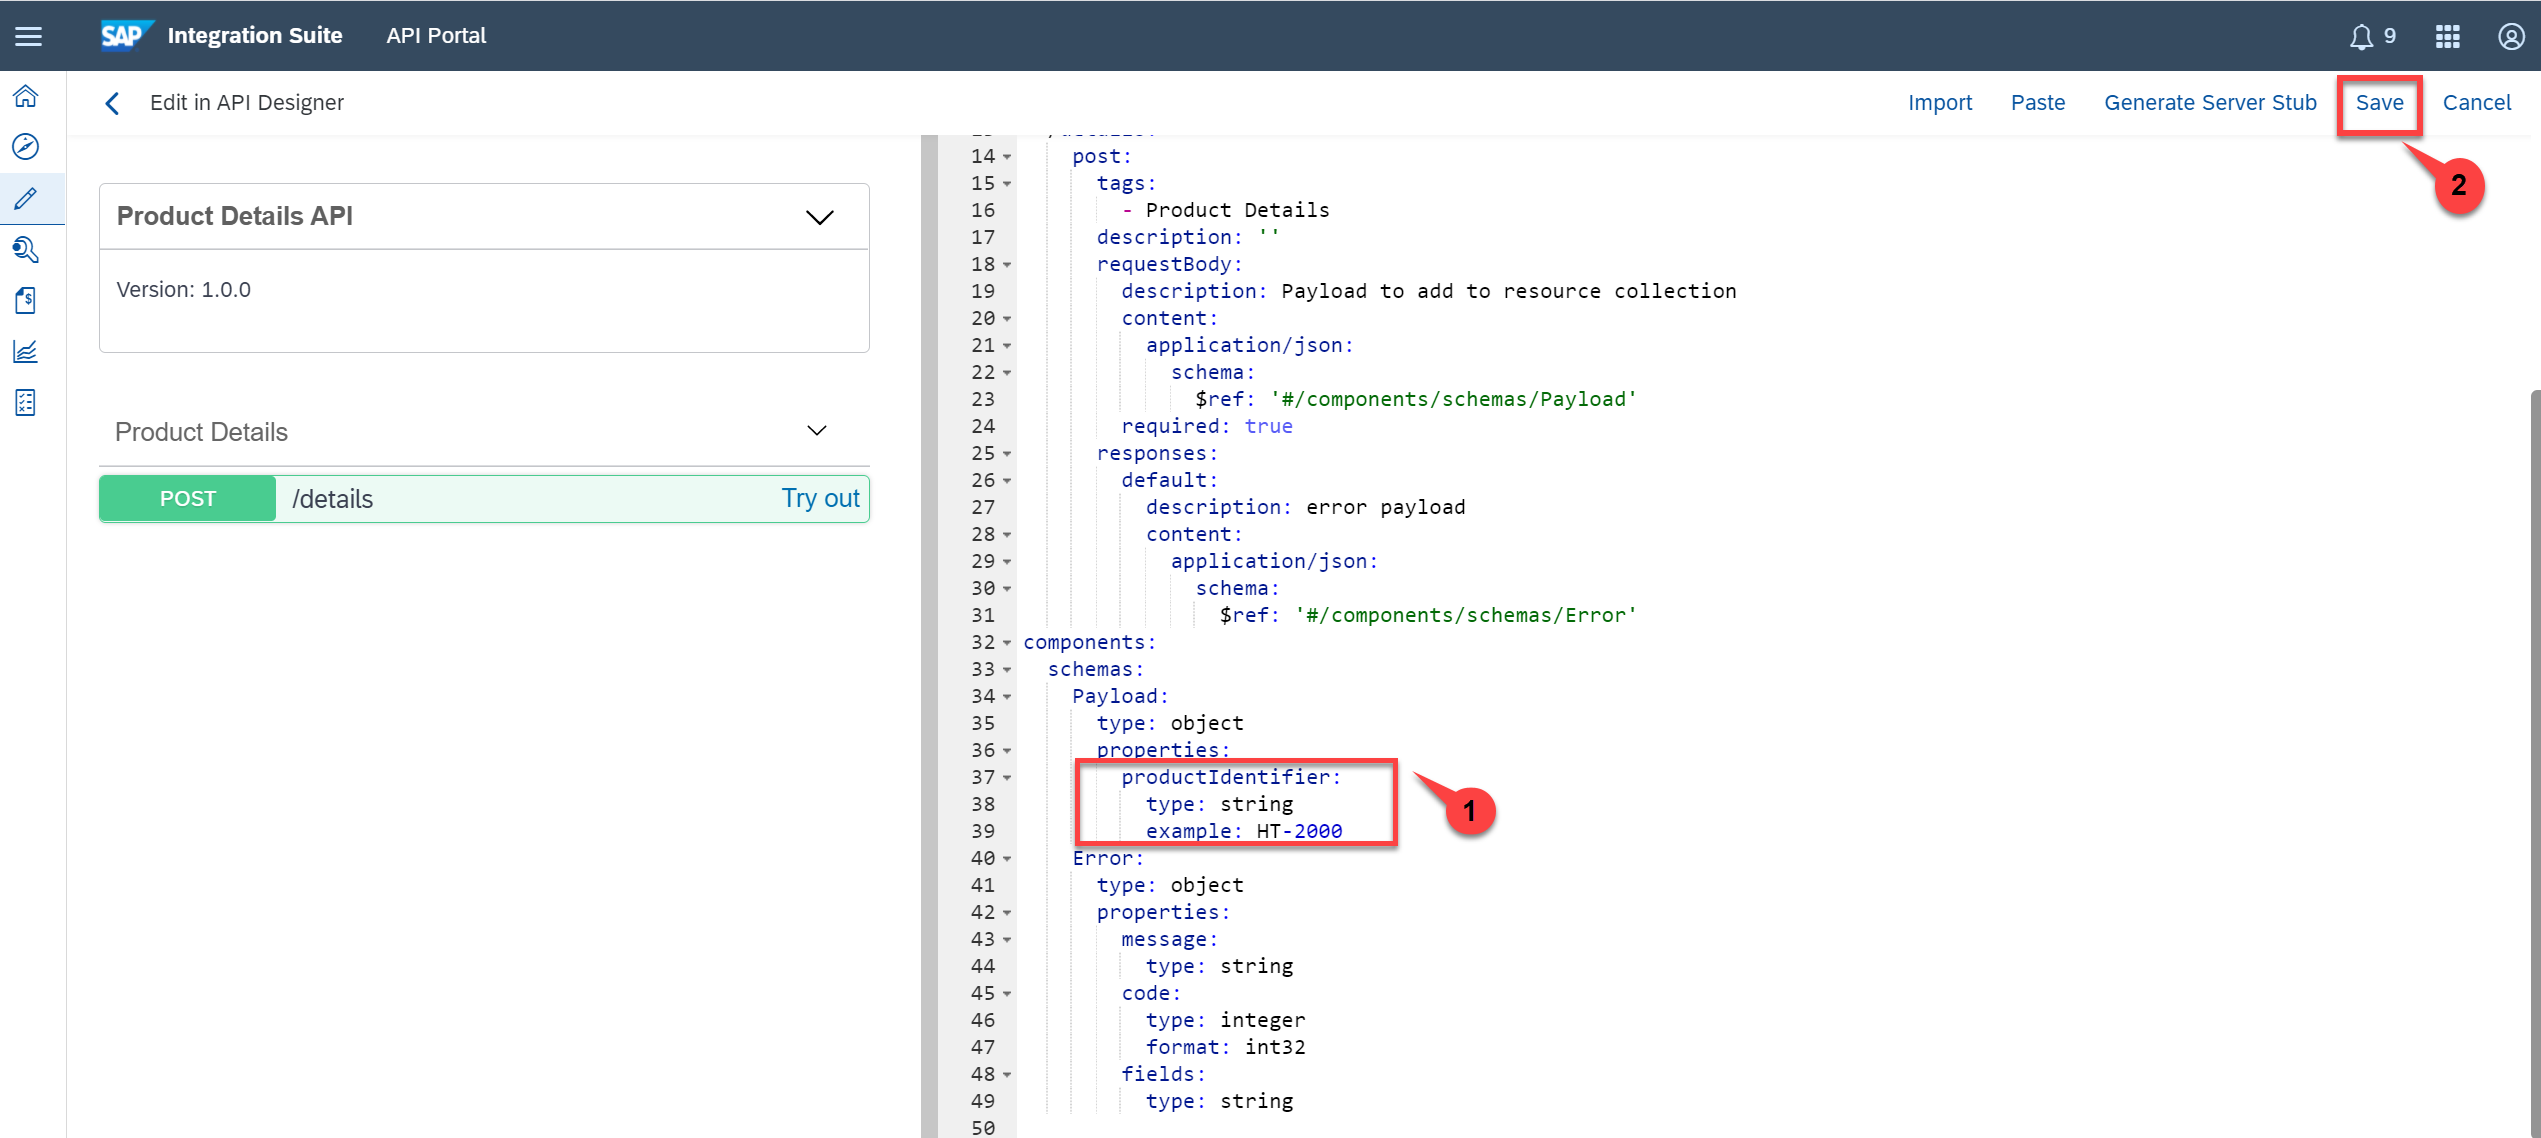 SAP Integration Suite API Portal 9
Edit in API Designer Import Paste Generate Server Stub Save Cancel
2
Product Details API
Version: 1.0.0
Product Details
POST /details Try out
14 post:
15 tags:
16 - Product Details
17 description: ''
18 requestBody:
19 description: Payload to add to resource collection
20 content:
21 application/json:
22 schema:
23 $ref: '#/components/schemas/Payload'
24 required: true
25 responses:
26 default:
27 description: error payload
28 content:
29 application/json:
30 schema:
31 $ref: '#/components/schemas/Error'
32 components:
33 schemas:
34 Payload:
35 type: object
36 properties:
37 productIdentifier:
38 type: string
39 example: HT-2000
1
40 Error:
41 type: object
42 properties:
43 message:
44 type: string
45 code:
46 type: integer
47 format: int32
48 fields:
49 type: string
50